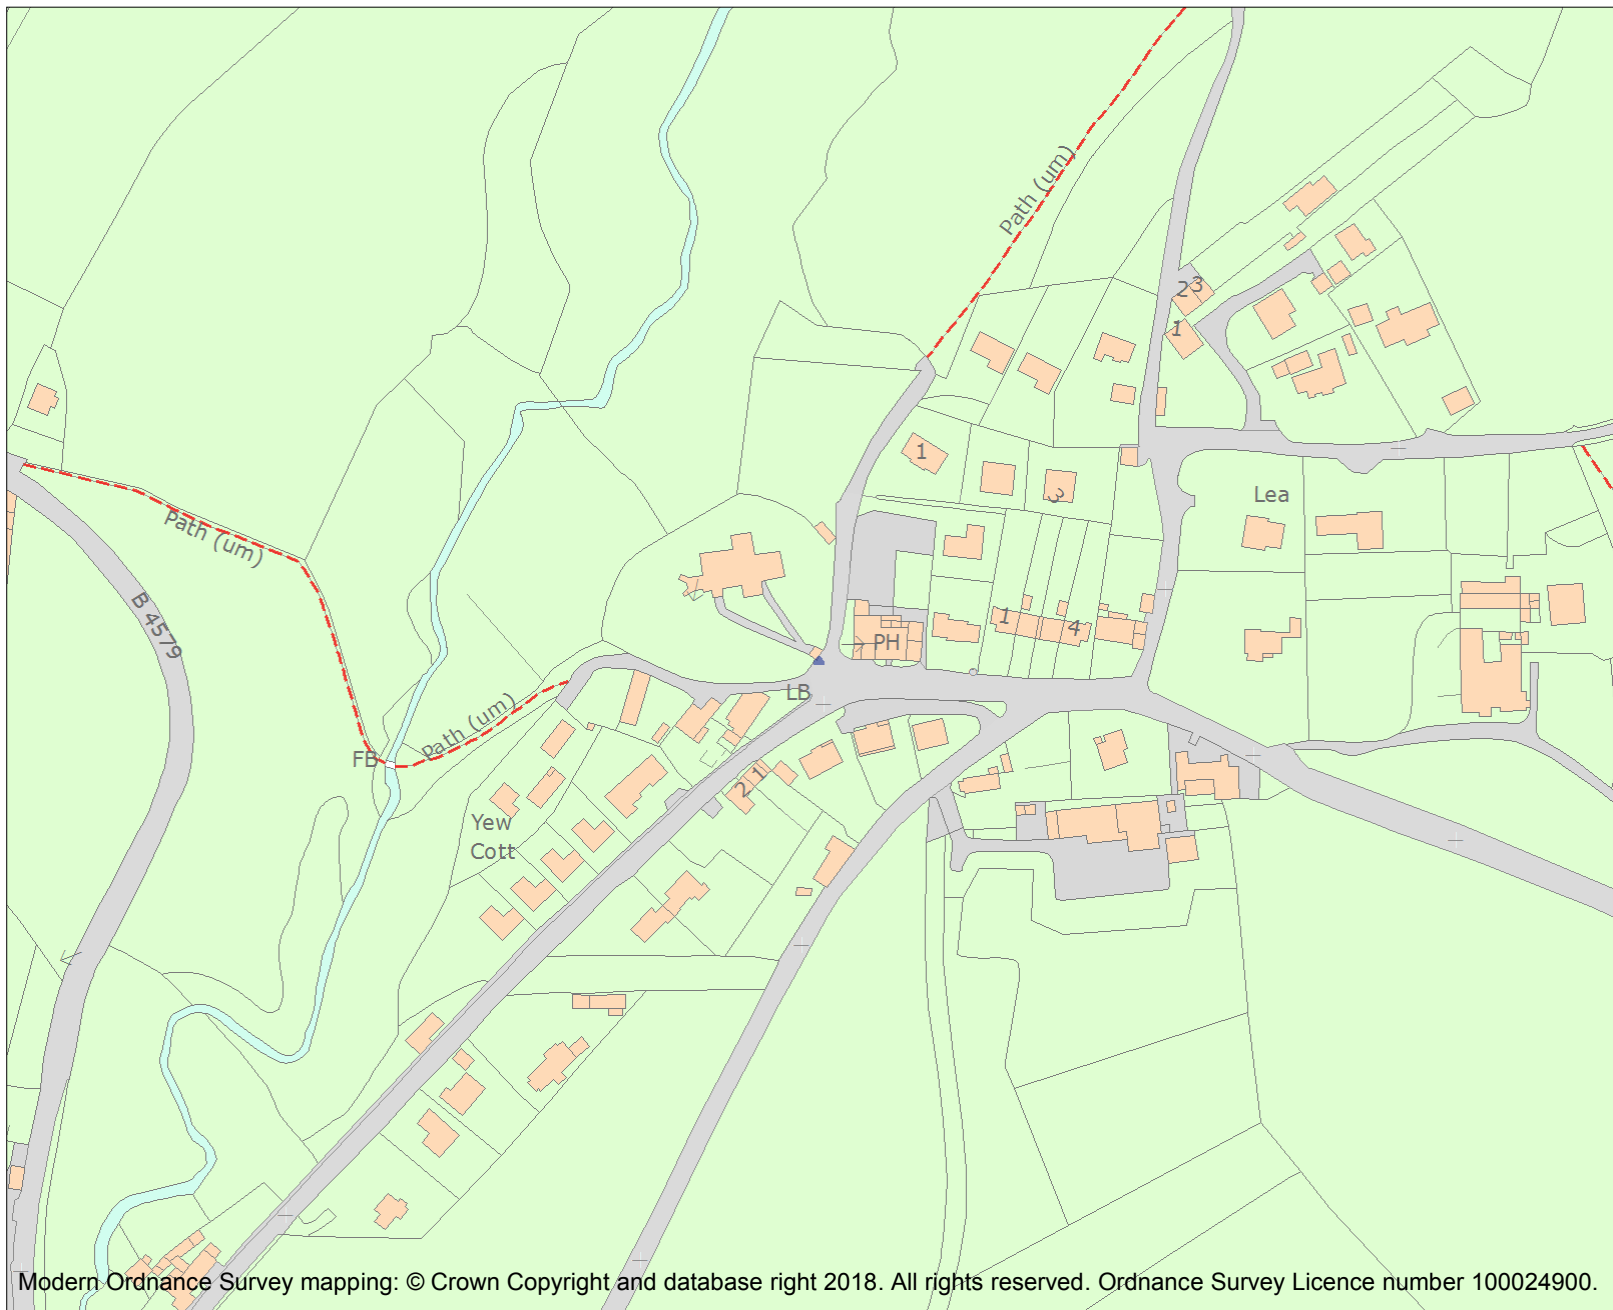 Path (um)
2
3
1
1
3
Lea
Path (um)
B 4579
1
4
PH
LB
Path (um)
FB
2
1
Yew
Cott
Modern Ordnance Survey mapping: © Crown Copyright and database right 2018. All rights reserved. Ordnance Survey Licence number 100024900.